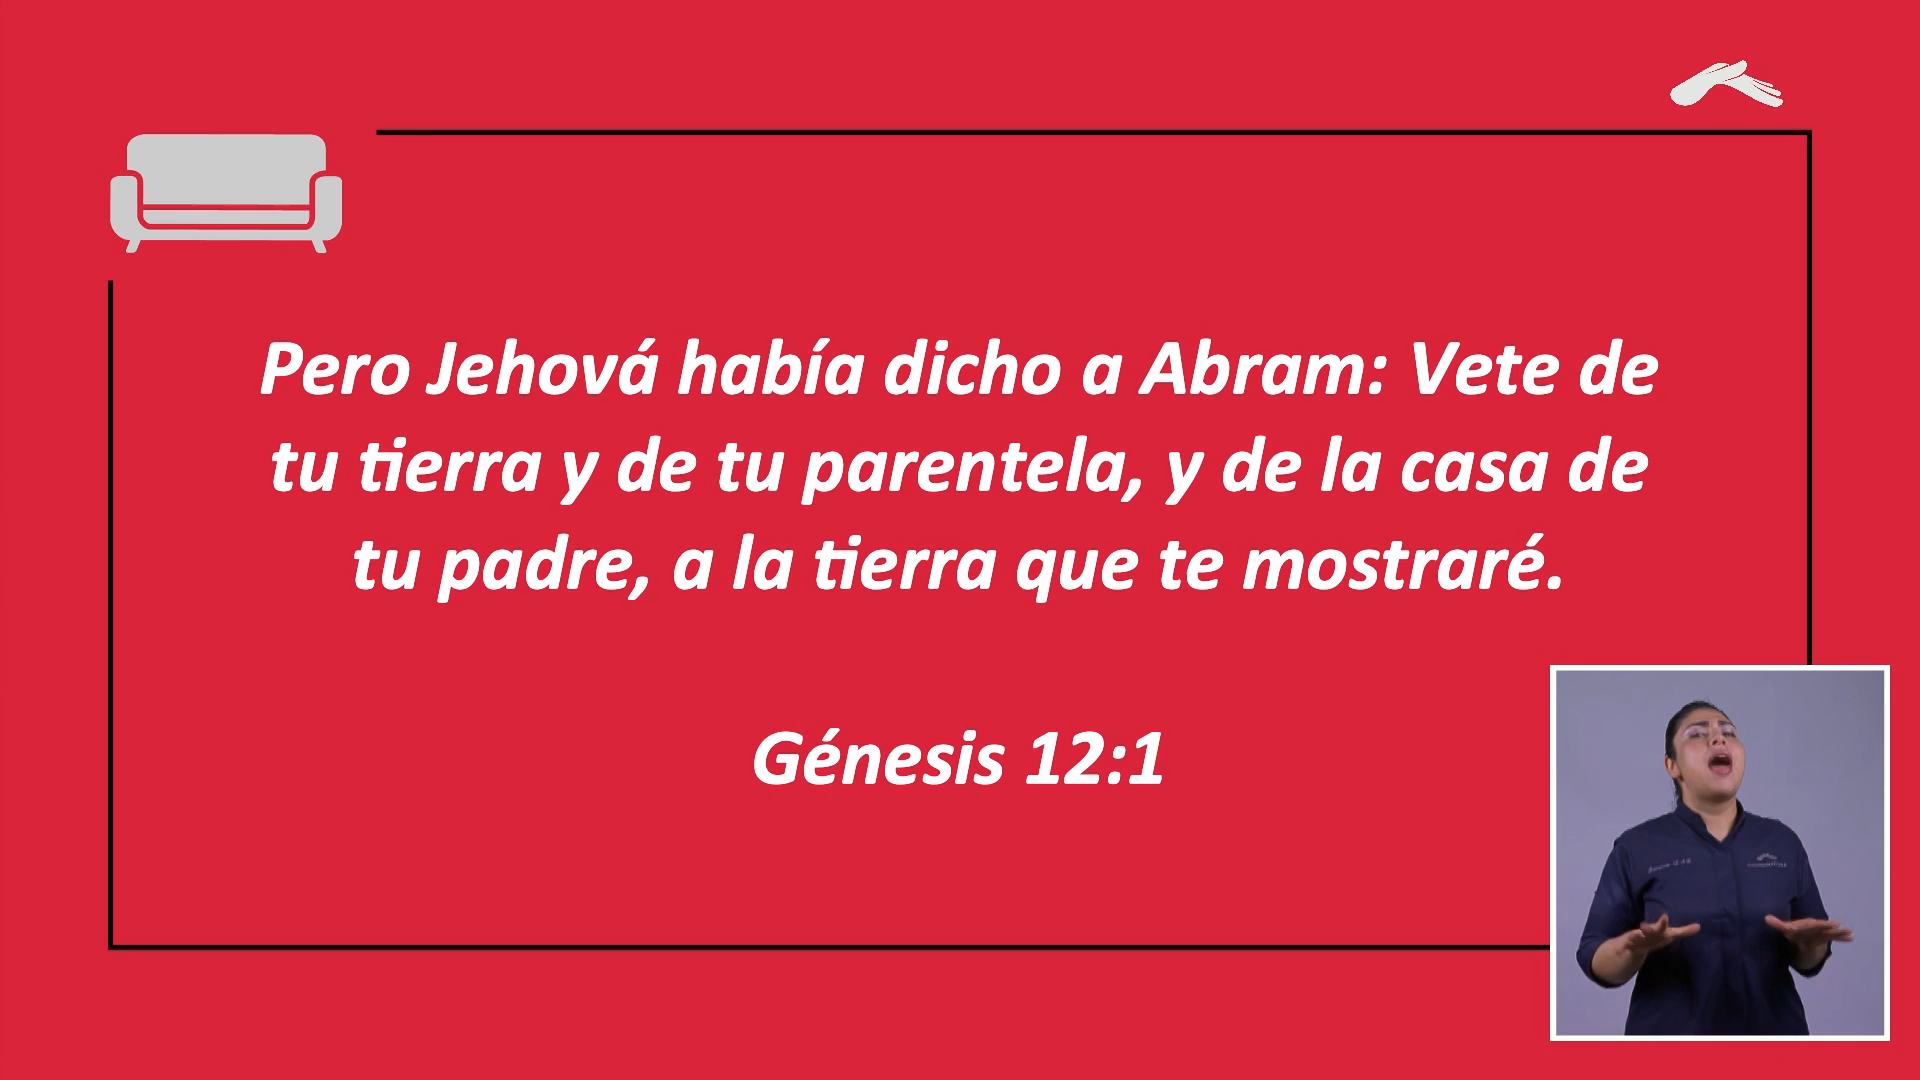 Pero Jehová había dicho a Abram: Vete de
tu tierra y de tu parentela, y de la casa de
tu padre, a la tierra que te mostraré.
Génesis 12:1